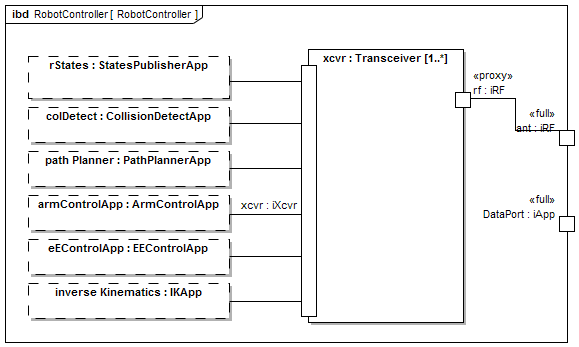 ibd RobotController [ RobotController ]
rStates : StatesPublisherApp
colDetect : CollisionDetectApp
path Planner : PathPlannerApp
armControlApp : ArmControlApp
eEControlApp : EEControlApp
inverse Kinematics : IKApp
xcvr : iXcvr
xcvr : Transceiver [1..*]
«proxy»
rf : iRF
«full»
ant : iRF
«full»
DataPort : iApp